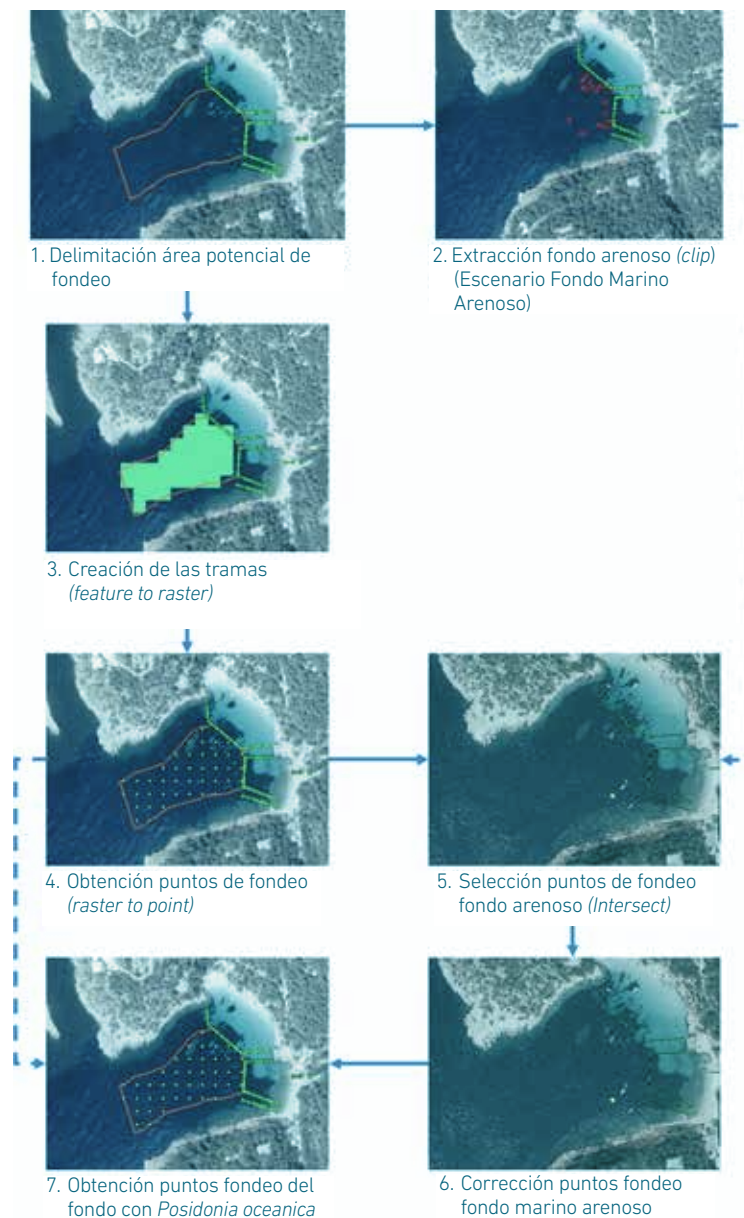 1. Delimitación área potencial de
fondeo
2. Extracción fondo arenoso (clip)
(Escenario Fondo Marino
Arenoso)
3. Creación de las tramas
(feature to raster)
4. Obtención puntos de fondeo
(raster to point)
5. Selección puntos de fondeo
fondo arenoso (Intersect)
7. Obtención puntos fondeo del
fondo con Posidonia oceanica
6. Corrección puntos fondeo
fondo marino arenoso